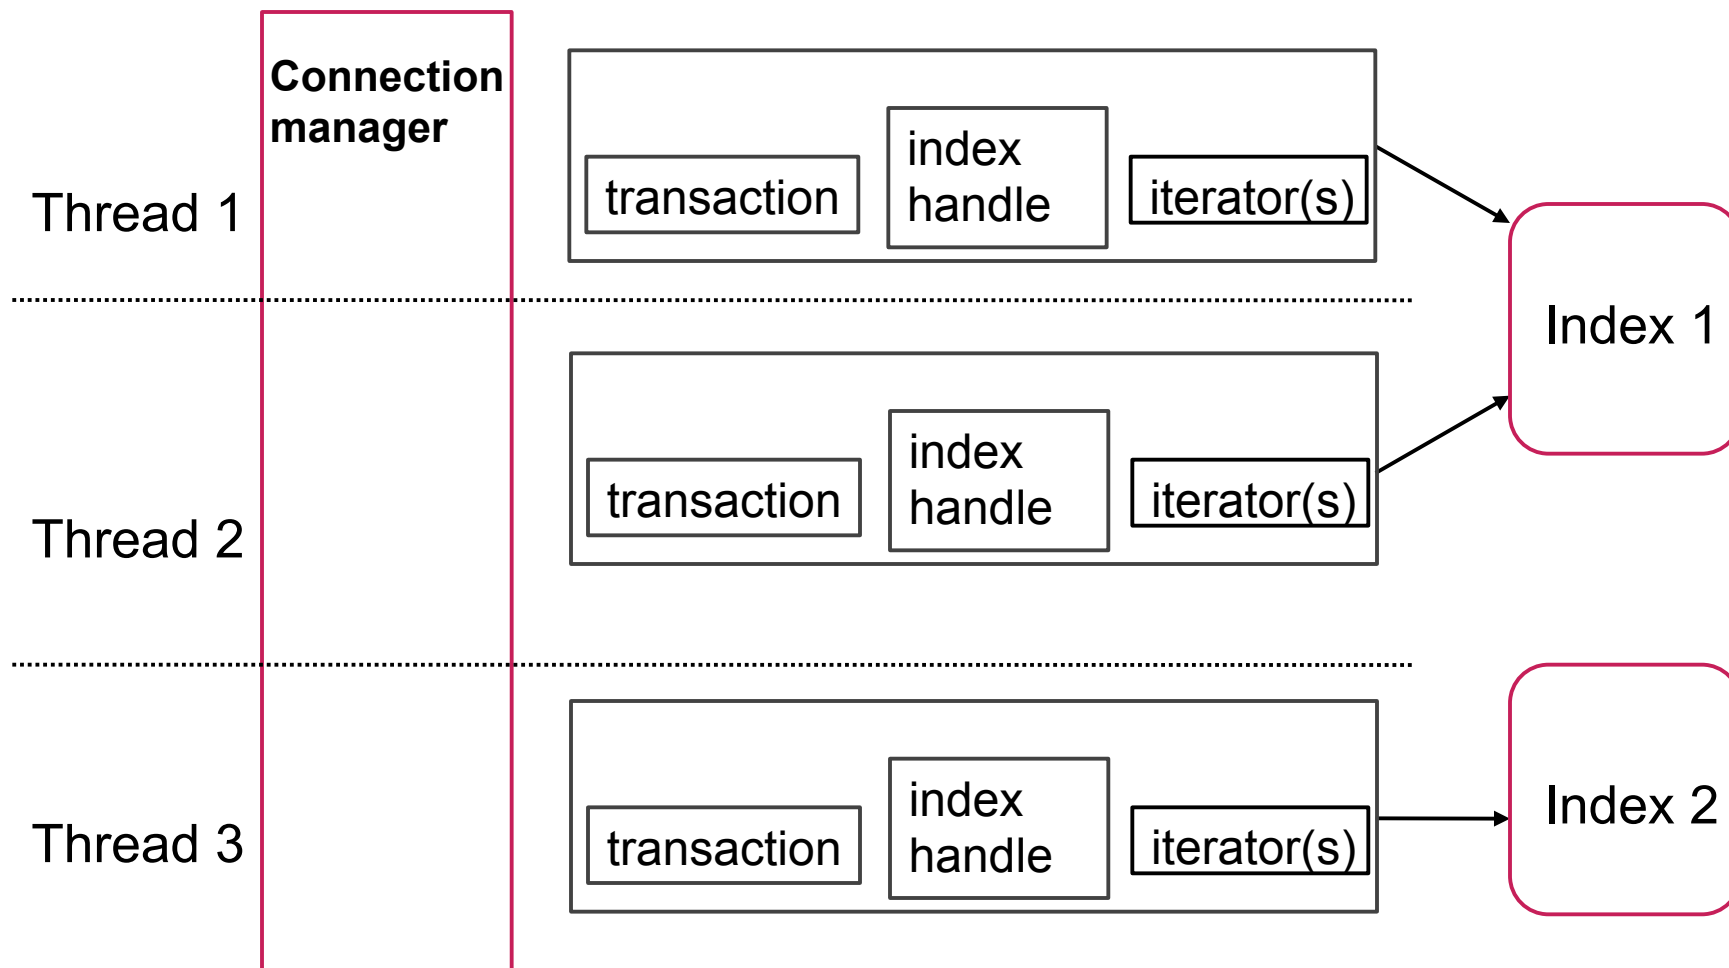 Connection
manager
Thread 1
transaction
index
handle
iterator(s)
Index 1
Thread 2
transaction
index
handle
iterator(s)
Thread 3
transaction
index
handle
iterator(s)
Index 2